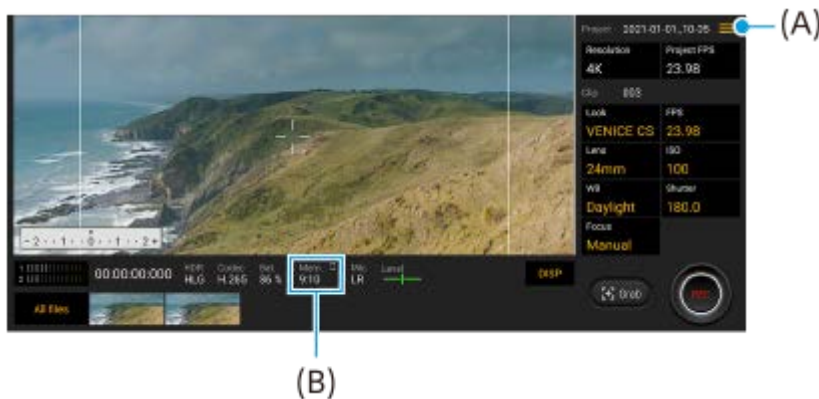 Project 2021-01-01_10-05 (A)
Resolution Project FPS
4K 23.98
Clip 003
Look FPS
VENICE CS 23.98
Lens ISO
24mm 100
WB Shutter
Daylight 180.0
Focus
Manual
-2··1··0··1··2+
1
2
00:00:00:000
HDR Codec Bat. Mem. Mic Level
HLG H.265 86 % 9:10 LR
DISP
Grab
REC
All files
(B)